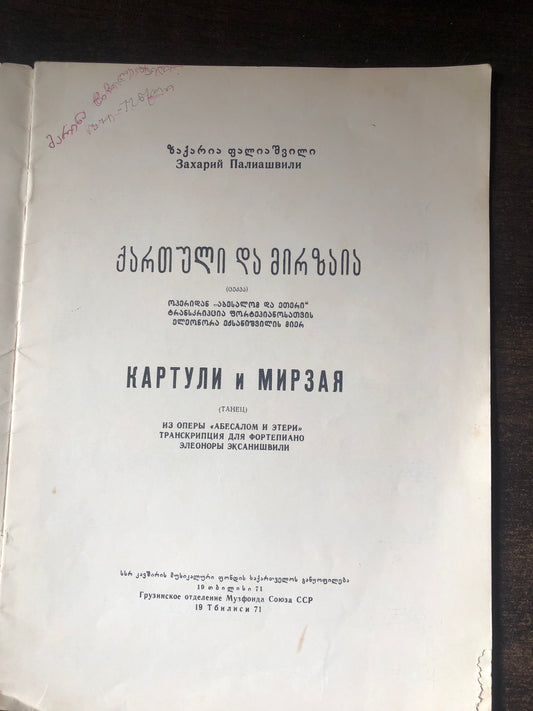 მარინე
ზაქარია ფალიაშვილი
Захарий Палиашвили
ქართული და მირზაია
(ცეკვა)
ოპერიდან „აბესალომ და ეთერი“
ტრანსკრიპცია ფორტეპიანოსათვის
ელეონორა ექსანიშვილის მიერ
КАРТУЛИ и МИРЗАЯ
(ТАНЕЦ)
ИЗ ОПЕРЫ «АБЕСАЛОМ И ЭТЕРИ»
ТРАНСКРИПЦИЯ ДЛЯ ФОРТЕПИАНО
ЭЛЕОНОРЫ ЭКСАНИШВИЛИ
სსრ კავშირის მუსიკალური ფონდის საქართველოს განყოფილება
19 თბილისი 71
Грузинское отделение Музфонда Союза ССР
19 Тбилиси 71